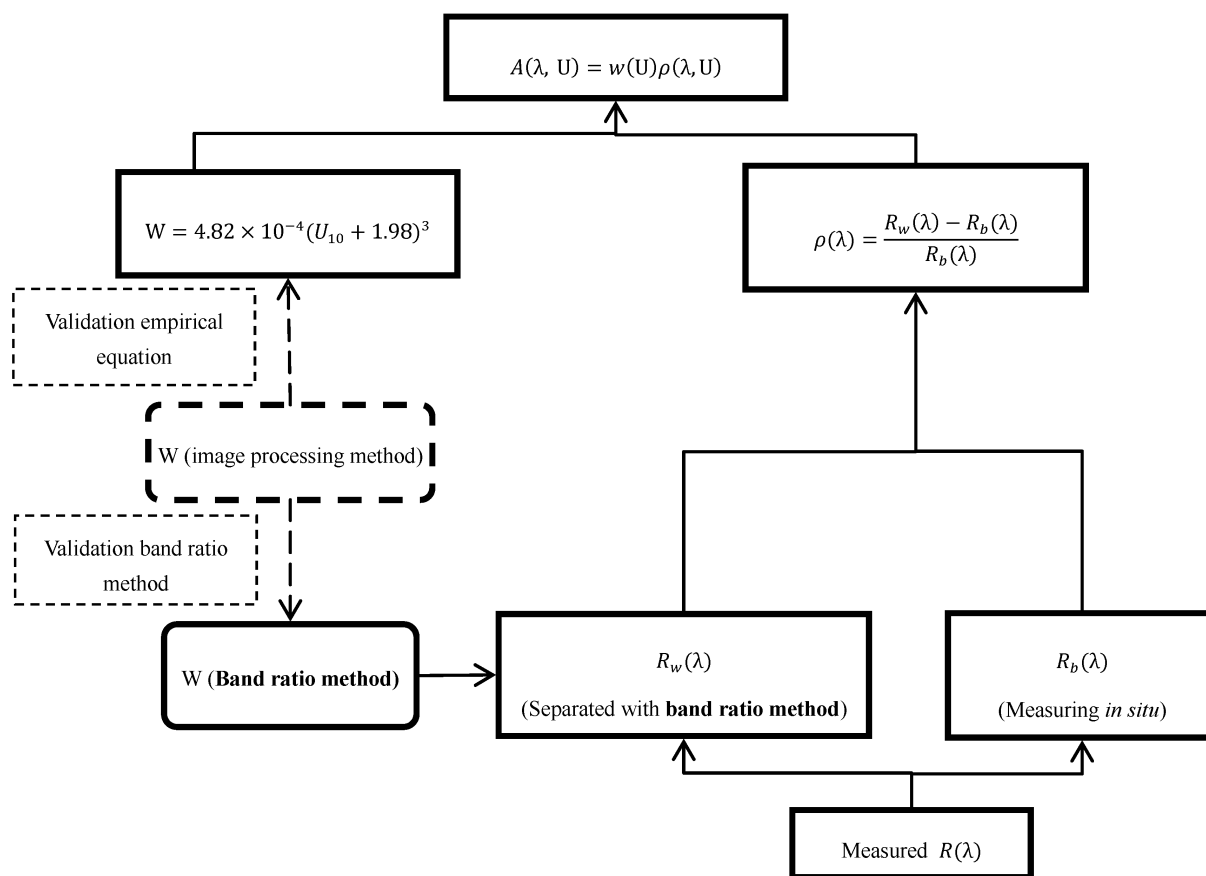 A(λ, U) = w(U)ρ(λ,U)
W = 4.82 × 10⁻⁴(U₁₀ + 1.98)³
ρ(λ) = (R_w(λ) − R_b(λ)) / R_b(λ)
Validation empirical
equation
W (image processing method)
Validation band ratio
method
W (Band ratio method)
R_w(λ)
(Separated with band ratio method)
R_b(λ)
(Measuring in situ)
Measured R(λ)